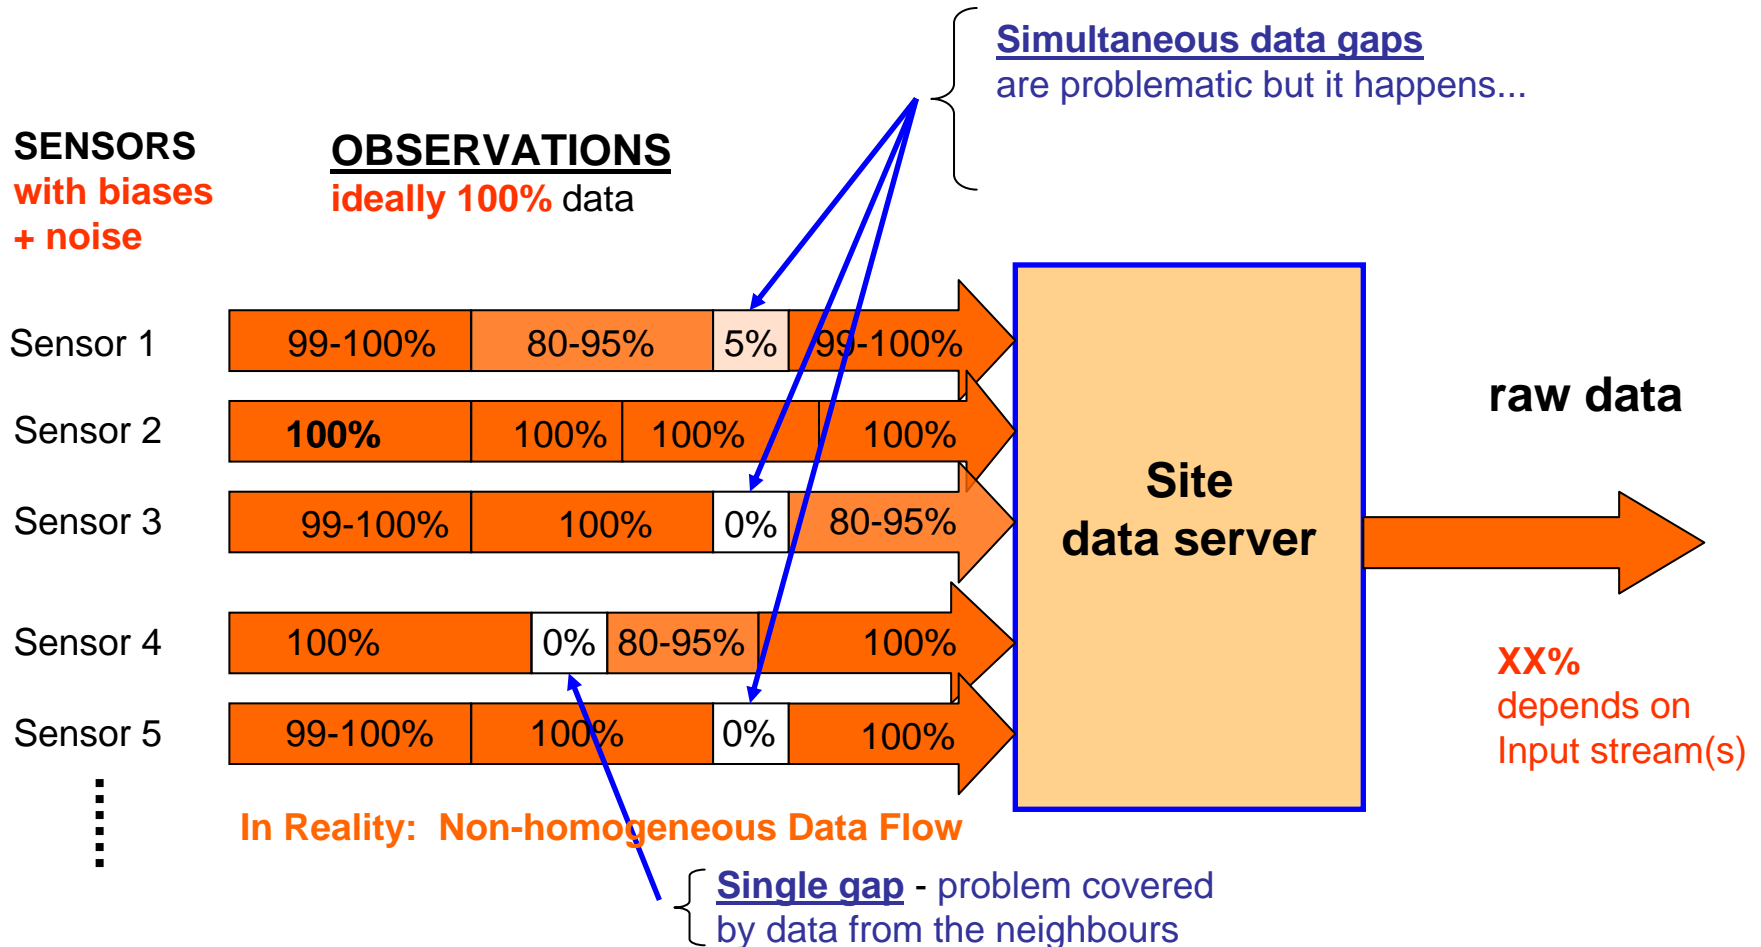 Simultaneous data gaps
are problematic but it happens...
SENSORS
with biases
+ noise
OBSERVATIONS
ideally 100% data
Sensor 1
99-100%
80-95%
5%
99-100%
Sensor 2
100%
100%
100%
100%
Sensor 3
99-100%
100%
0%
80-95%
Sensor 4
100%
0%
80-95%
100%
Sensor 5
99-100%
100%
0%
100%
Site
data server
raw data
XX%
depends on
Input stream(s)
In Reality: Non-homogeneous Data Flow
Single gap - problem covered
by data from the neighbours